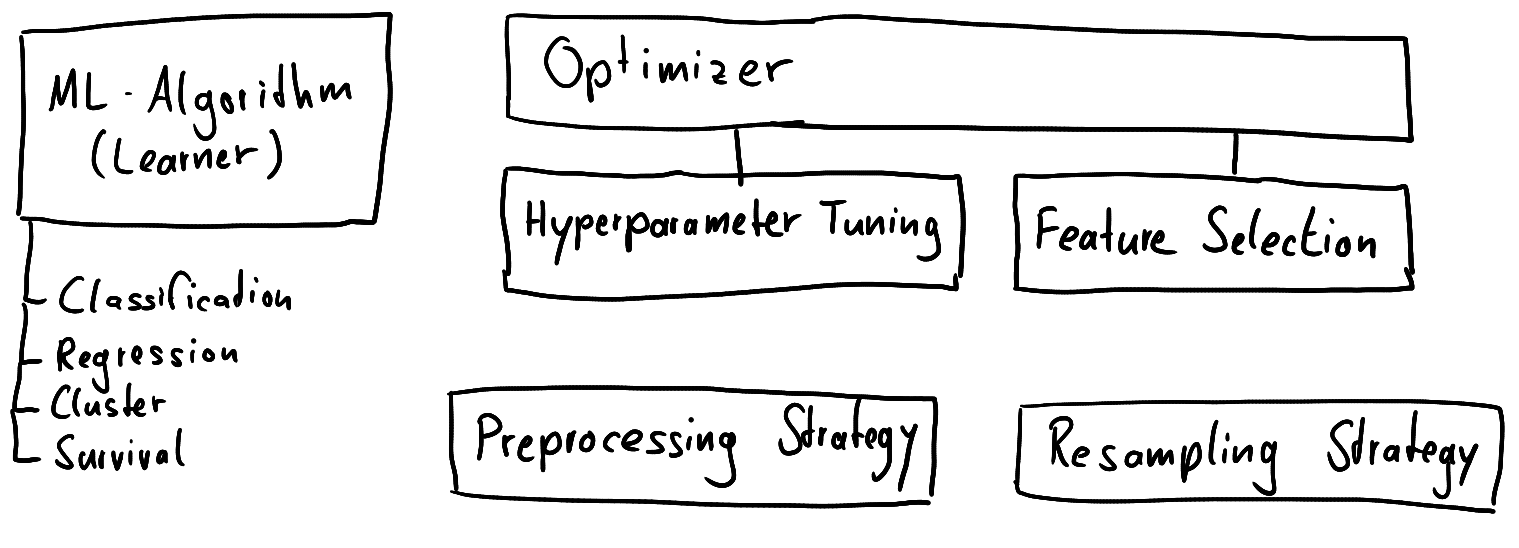 ML-Algorithm
(Learner)
Classification
Regression
Cluster
Survival
Optimizer
Hyperparameter Tuning
Feature Selection
Preprocessing Strategy
Resampling Strategy